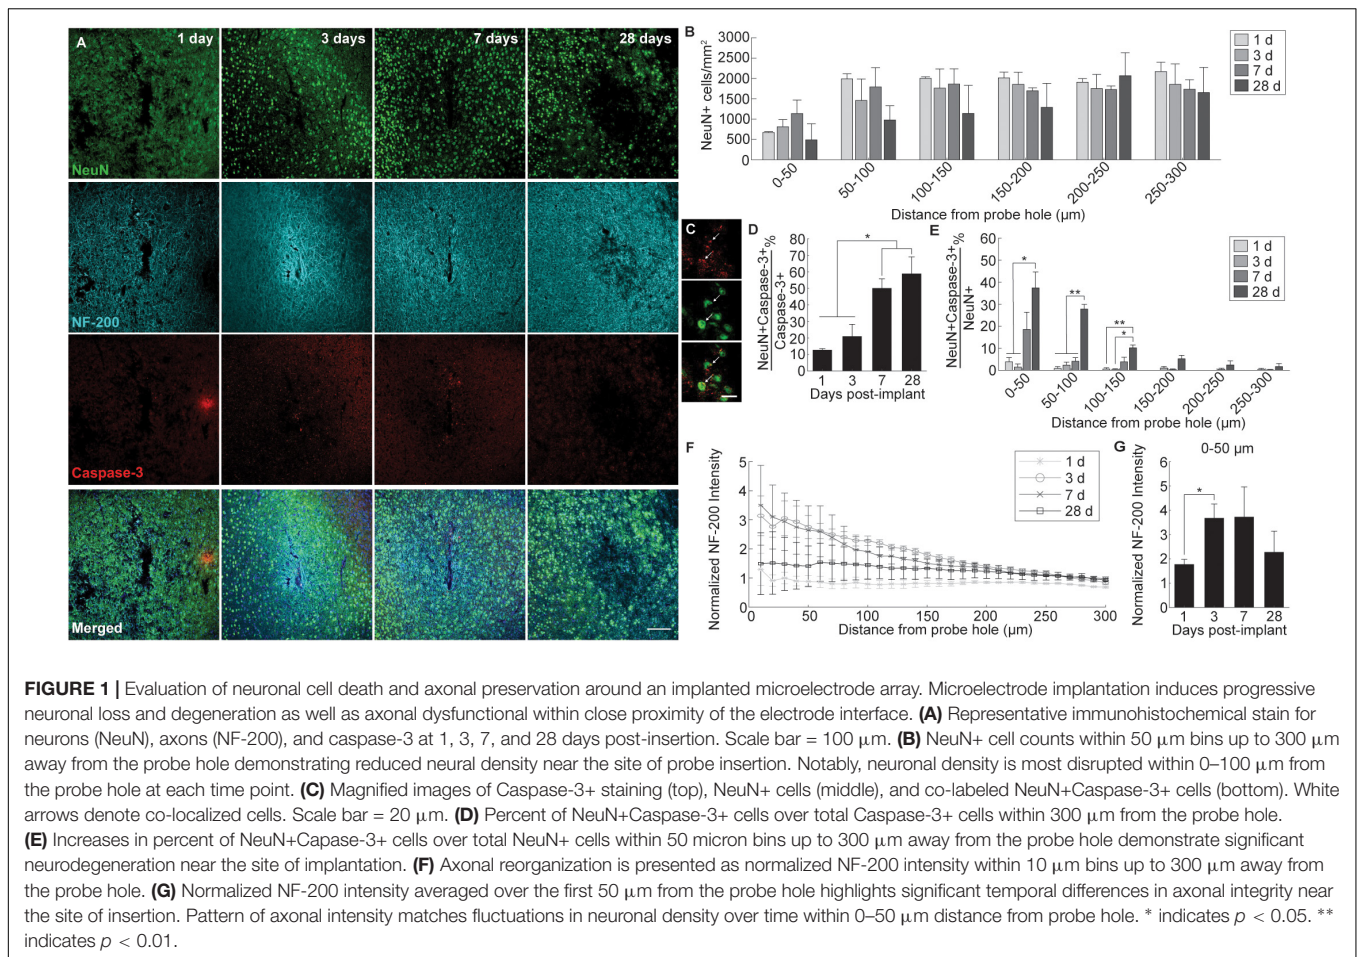 A
1 day
3 days
7 days
28 days
NeuN
NF-200
Caspase-3
Merged
B
NeuN+ cells/mm²
3000
2500
2000
1500
1000
500
0
0-50
50-100
100-150
150-200
200-250
250-300
Distance from probe hole (µm)
1 d
3 d
7 d
28 d
C
D
NeuN+Caspase-3+
Caspase-3+
%
80
70
60
50
40
30
20
10
0
*
1 3 7 28
Days post-implant
E
NeuN+Caspase-3+
NeuN+
%
60
50
40
30
20
10
0
*
**
**
*
0-50
50-100
100-150
150-200
200-250
250-300
Distance from probe hole (µm)
1 d
3 d
7 d
28 d
F
Normalized NF-200 Intensity
5
4
3
2
1
0
0 50 100 150 200 250 300
Distance from probe hole (µm)
1 d
3 d
7 d
28 d
G
0-50 µm
Normalized NF-200 Intensity
6
5
4
3
2
1
0
*
1 3 7 28
Days post-implant
FIGURE 1 | Evaluation of neuronal cell death and axonal preservation around an implanted microelectrode array. Microelectrode implantation induces progressive
neuronal loss and degeneration as well as axonal dysfunctional within close proximity of the electrode interface. (A) Representative immunohistochemical stain for
neurons (NeuN), axons (NF-200), and caspase-3 at 1, 3, 7, and 28 days post-insertion. Scale bar = 100 µm. (B) NeuN+ cell counts within 50 µm bins up to 300 µm
away from the probe hole demonstrating reduced neural density near the site of probe insertion. Notably, neuronal density is most disrupted within 0–100 µm from
the probe hole at each time point. (C) Magnified images of Caspase-3+ staining (top), NeuN+ cells (middle), and co-labeled NeuN+Caspase-3+ cells (bottom). White
arrows denote co-localized cells. Scale bar = 20 µm. (D) Percent of NeuN+Caspase-3+ cells over total Caspase-3+ cells within 300 µm from the probe hole.
(E) Increases in percent of NeuN+Capase-3+ cells over total NeuN+ cells within 50 micron bins up to 300 µm away from the probe hole demonstrate significant
neurodegeneration near the site of implantation. (F) Axonal reorganization is presented as normalized NF-200 intensity within 10 µm bins up to 300 µm away from
the probe hole. (G) Normalized NF-200 intensity averaged over the first 50 µm from the probe hole highlights significant temporal differences in axonal integrity near
the site of insertion. Pattern of axonal intensity matches fluctuations in neuronal density over time within 0–50 µm distance from probe hole. * indicates p < 0.05. **
indicates p < 0.01.